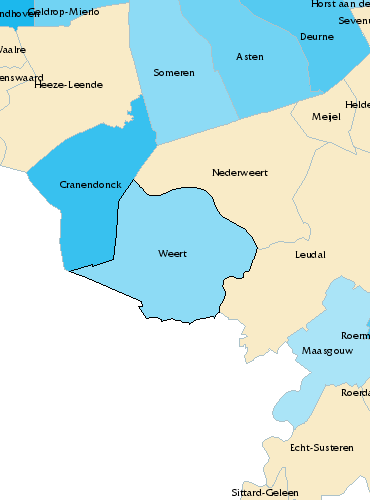 Horst aan de
ndhoven
Geldrop-Mierlo
Sevenu
Deurne
Waalre
Asten
Someren
enswaard
Heeze-Leende
Helde
Meijel
Nederweert
Cranendonck
Weert
Leudal
Roerm
Maasgouw
Roerda
Echt-Susteren
Sittard-Geleen